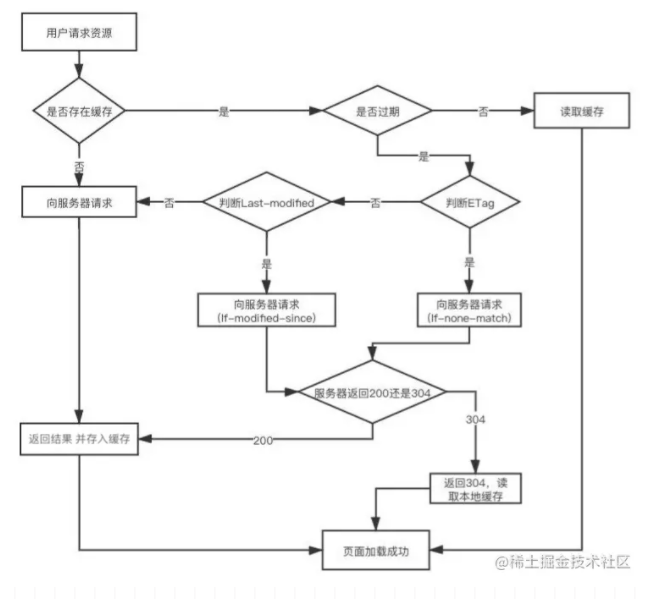 用户请求资源
是否存在缓存
是
是否过期
否
读取缓存
否
是
向服务器请求
否
判断Last-modified
否
判断ETag
是
是
向服务器请求
（If-modified-since）
向服务器请求
（If-none-match）
服务器返回200还是304
304
返回结果 并存入缓存
200
返回304，读
取本地缓存
页面加载成功
@稀土掘金技术社区